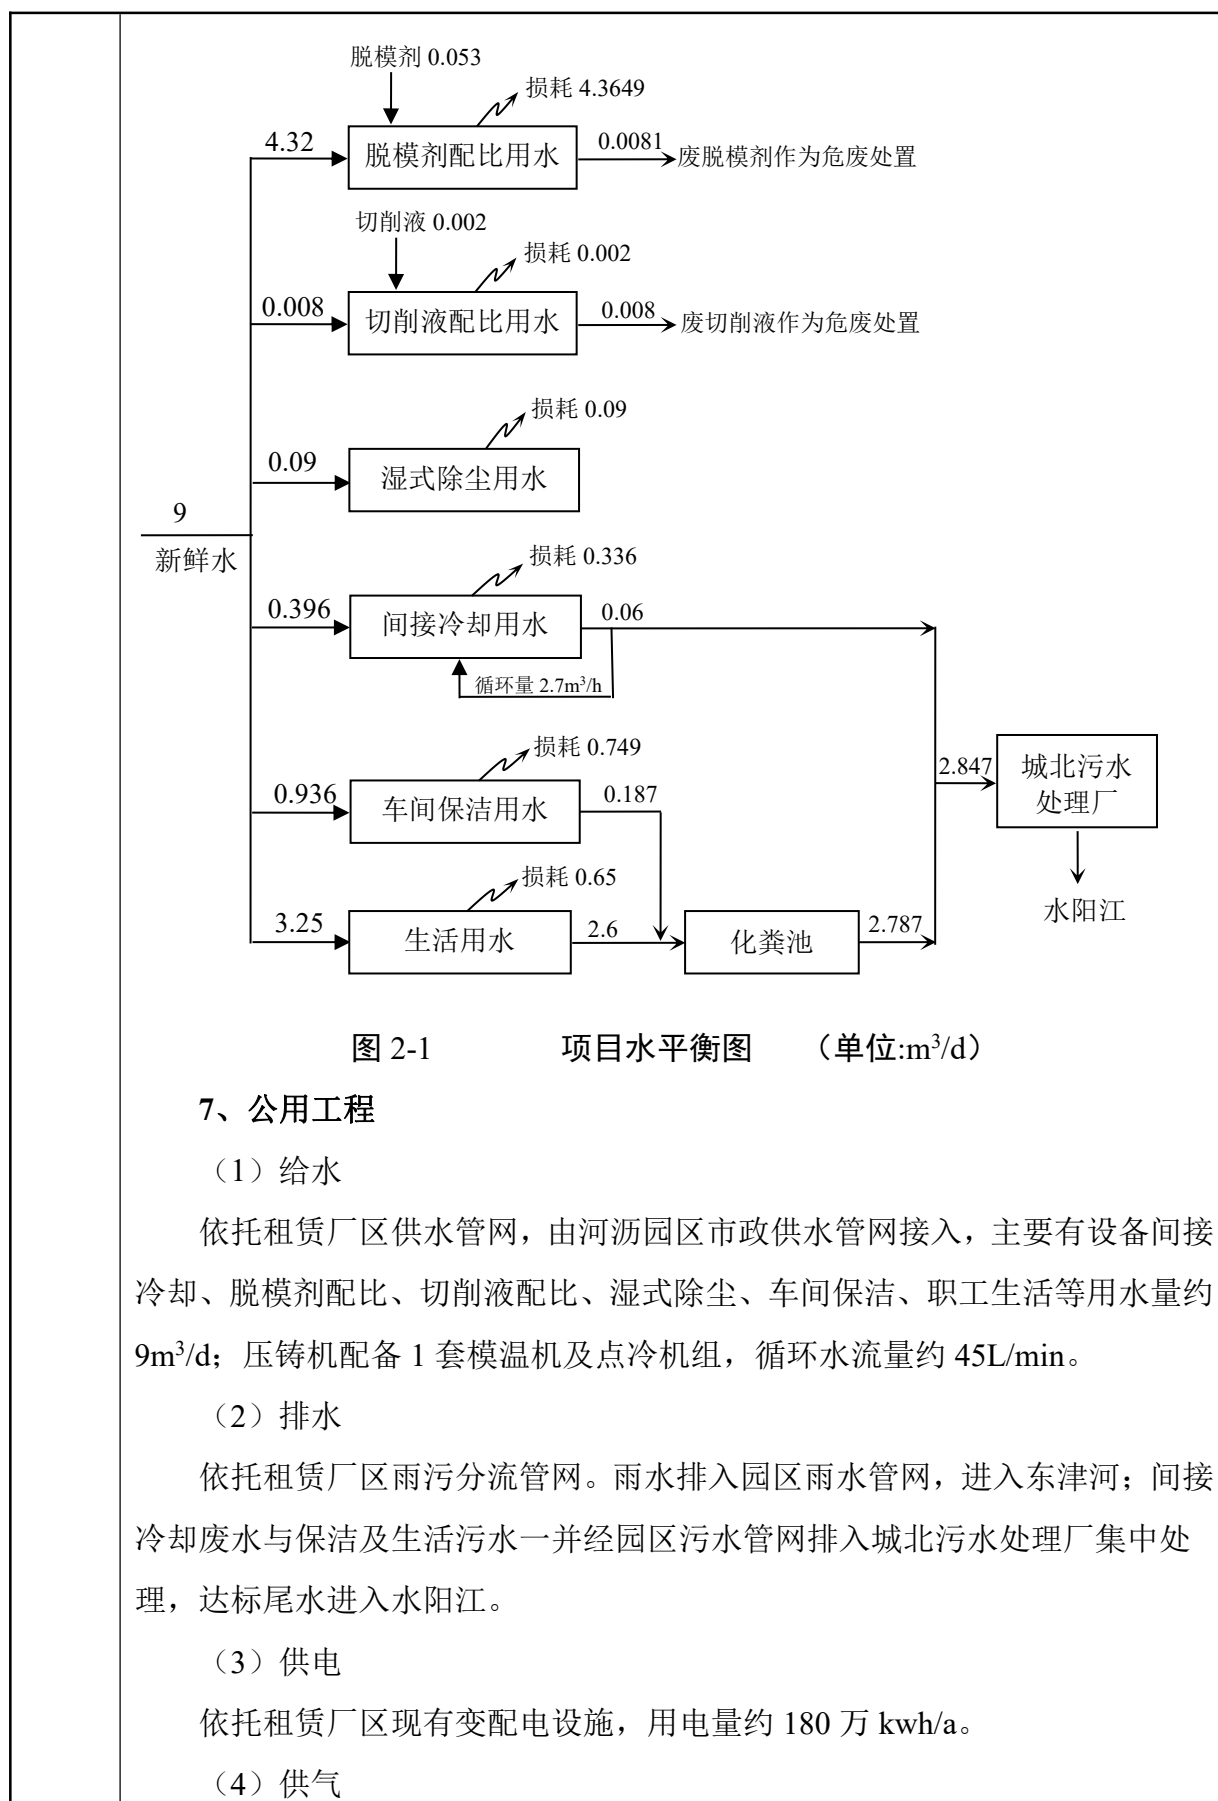 脱模剂 0.053
损耗 4.3649
4.32
脱模剂配比用水
0.0081
废脱模剂作为危废处置
切削液 0.002
损耗 0.002
0.008
切削液配比用水
0.008
废切削液作为危废处置
损耗 0.09
0.09
湿式除尘用水
9
新鲜水
损耗 0.336
0.396
间接冷却用水
0.06
循环量 2.7m³/h
损耗 0.749
0.936
车间保洁用水
0.187
2.847
城北污水
处理厂
水阳江
损耗 0.65
3.25
生活用水
2.6
化粪池
2.787
图 2-1 项目水平衡图 （单位:m³/d）
7、公用工程
（1）给水
依托租赁厂区供水管网，由河沥园区市政供水管网接入，主要有设备间接
冷却、脱模剂配比、切削液配比、湿式除尘、车间保洁、职工生活等用水量约
9m³/d；压铸机配备 1 套模温机及点冷机组，循环水流量约 45L/min。
（2）排水
依托租赁厂区雨污分流管网。雨水排入园区雨水管网，进入东津河；间接
冷却废水与保洁及生活污水一并经园区污水管网排入城北污水处理厂集中处
理，达标尾水进入水阳江。
（3）供电
依托租赁厂区现有变配电设施，用电量约 180 万 kwh/a。
（4）供气